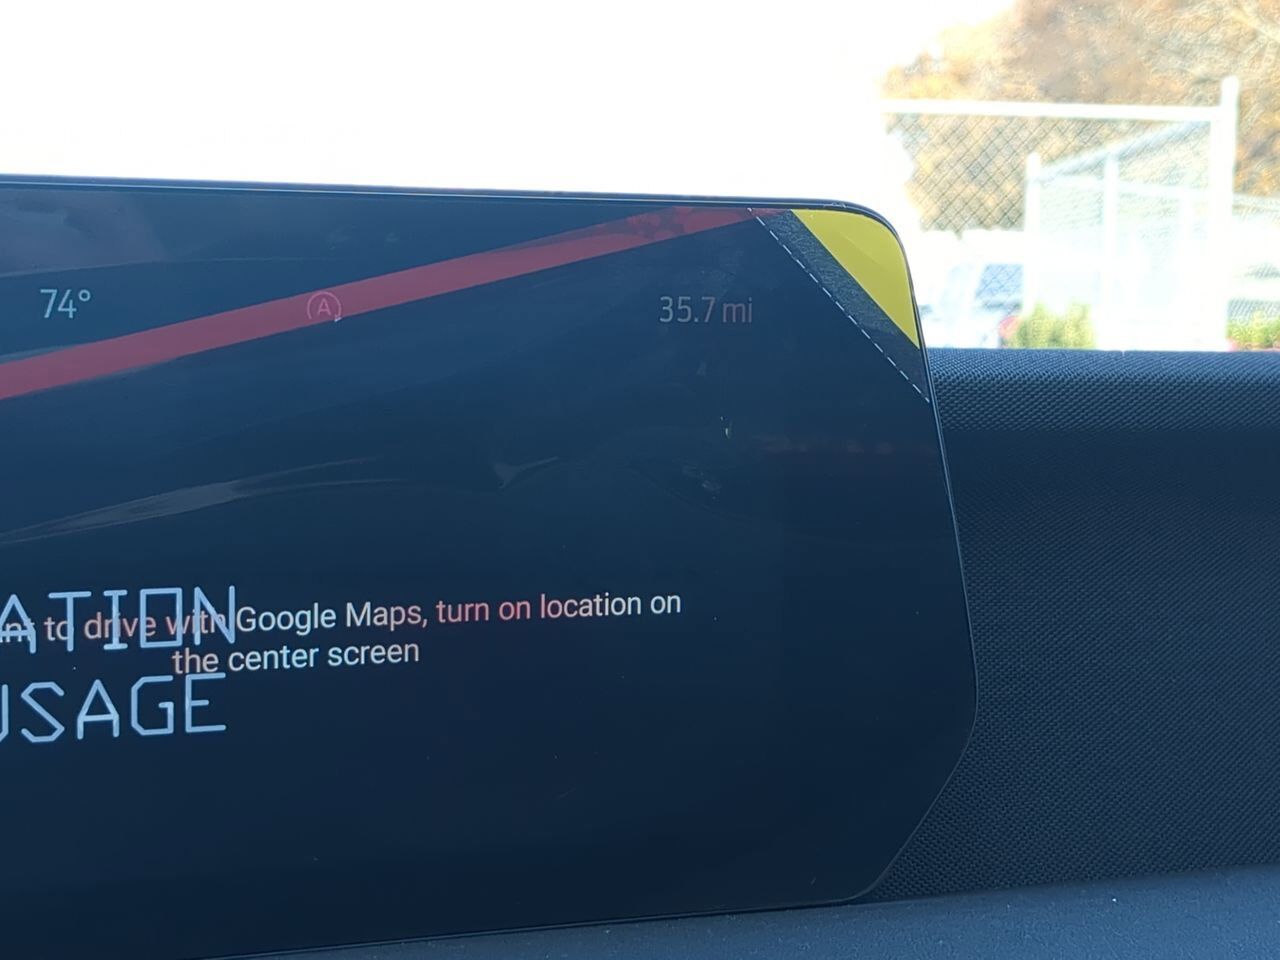 74°
A
35.7 mi
to drive with Google Maps, turn on location on
the center screen
ATION
USAGE